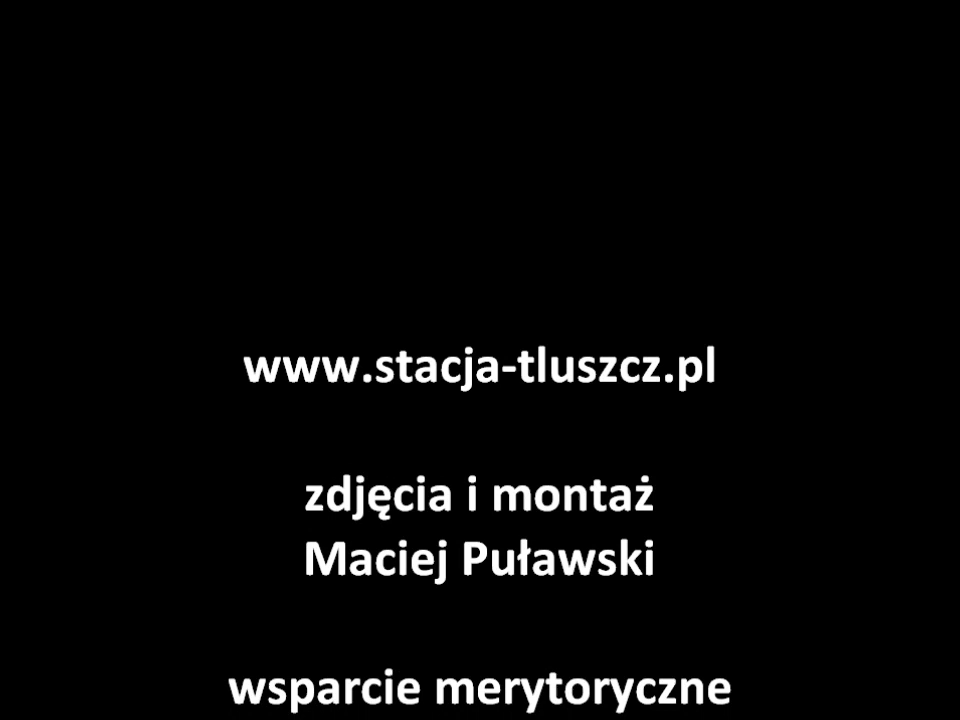 www.stacja-tluszcz.pl
zdjęcia i montaż
Maciej Puławski
wsparcie merytoryczne